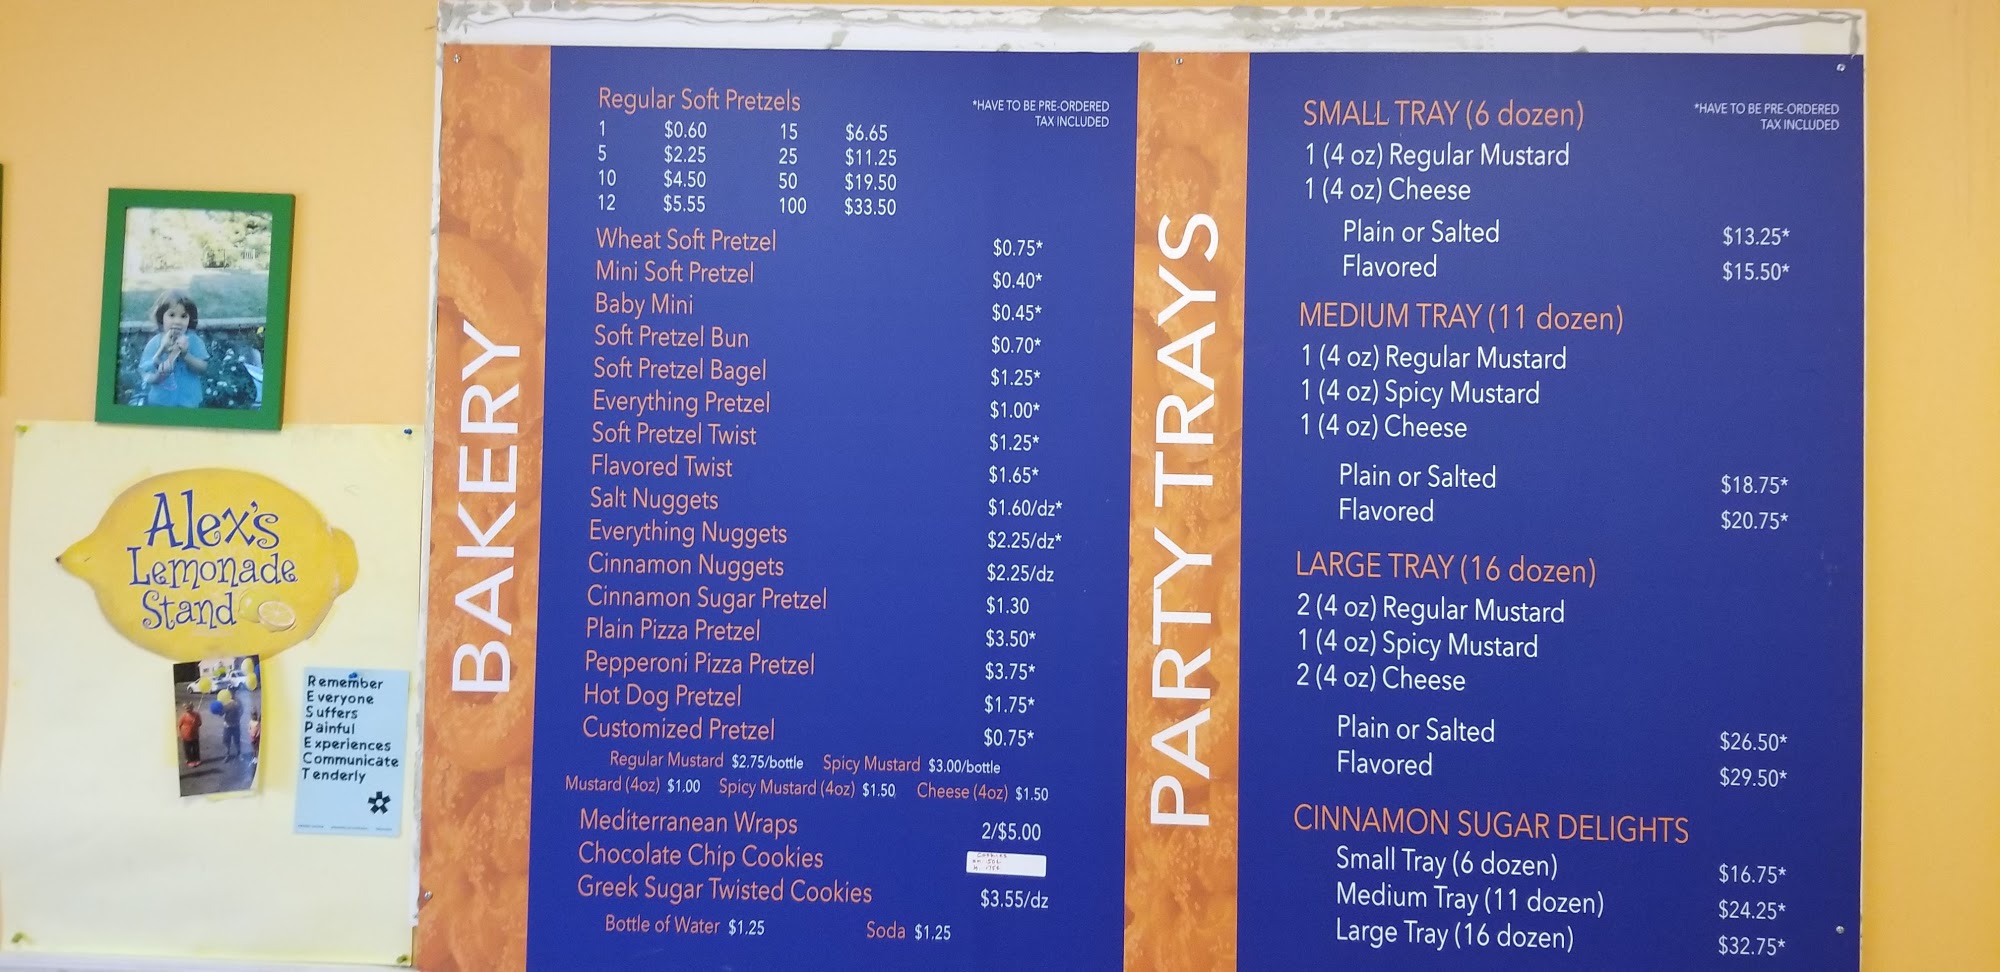 Alex's
Lemonade
Stand
Remember
Everyone
Suffers
Painful
Experiences
Communicate
Tenderly
BAKERY
Regular Soft Pretzels
*HAVE TO BE PRE-ORDERED
TAX INCLUDED
1 $0.60 15 $6.65
5 $2.25 25 $11.25
10 $4.50 50 $19.50
12 $5.55 100 $33.50
Wheat Soft Pretzel $0.75*
Mini Soft Pretzel $0.40*
Baby Mini $0.45*
Soft Pretzel Bun $0.70*
Soft Pretzel Bagel $1.25*
Everything Pretzel $1.00*
Soft Pretzel Twist $1.25*
Flavored Twist $1.65*
Salt Nuggets $1.60/dz*
Everything Nuggets $2.25/dz*
Cinnamon Nuggets $2.25/dz
Cinnamon Sugar Pretzel $1.30
Plain Pizza Pretzel $3.50*
Pepperoni Pizza Pretzel $3.75*
Hot Dog Pretzel $1.75*
Customized Pretzel $0.75*
Regular Mustard $2.75/bottle Spicy Mustard $3.00/bottle
Mustard (4oz) $1.00 Spicy Mustard (4oz) $1.50 Cheese (4oz) $1.50
Mediterranean Wraps 2/$5.00
Chocolate Chip Cookies
Greek Sugar Twisted Cookies $3.55/dz
Bottle of Water $1.25 Soda $1.25
PARTY TRAYS
SMALL TRAY (6 dozen)
*HAVE TO BE PRE-ORDERED
TAX INCLUDED
1 (4 oz) Regular Mustard
1 (4 oz) Cheese
Plain or Salted $13.25*
Flavored $15.50*
MEDIUM TRAY (11 dozen)
1 (4 oz) Regular Mustard
1 (4 oz) Spicy Mustard
1 (4 oz) Cheese
Plain or Salted $18.75*
Flavored $20.75*
LARGE TRAY (16 dozen)
2 (4 oz) Regular Mustard
1 (4 oz) Spicy Mustard
2 (4 oz) Cheese
Plain or Salted $26.50*
Flavored $29.50*
CINNAMON SUGAR DELIGHTS
Small Tray (6 dozen) $16.75*
Medium Tray (11 dozen) $24.25*
Large Tray (16 dozen) $32.75*